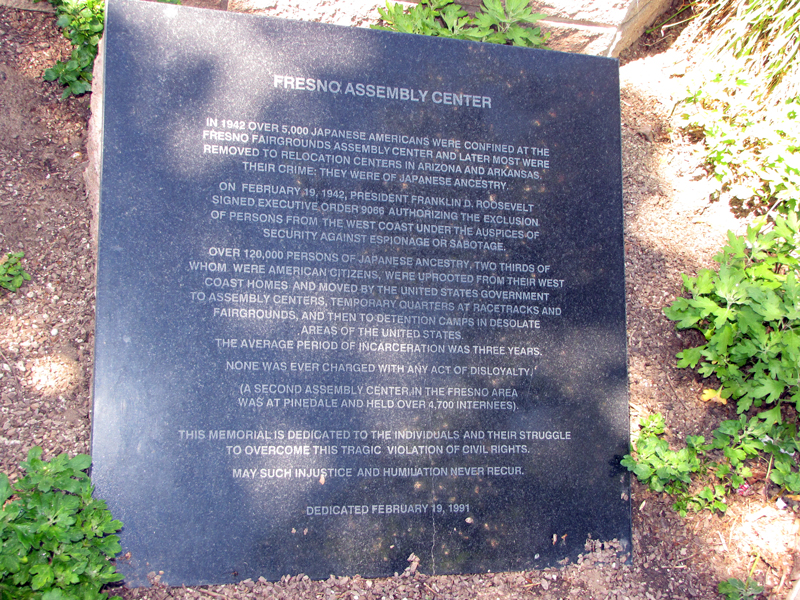 FRESNO ASSEMBLY CENTER
IN 1942 OVER 5,000 JAPANESE AMERICANS WERE CONFINED AT THE
FRESNO FAIRGROUNDS ASSEMBLY CENTER AND LATER MOST WERE
REMOVED TO RELOCATION CENTERS IN ARIZONA AND ARKANSAS.
THEIR CRIME: THEY WERE OF JAPANESE ANCESTRY.
ON FEBRUARY 19, 1942, PRESIDENT FRANKLIN D. ROOSEVELT
SIGNED EXECUTIVE ORDER 9066 AUTHORIZING THE EXCLUSION
OF PERSONS FROM THE WEST COAST UNDER THE AUSPICES OF
SECURITY AGAINST ESPIONAGE OR SABOTAGE.
OVER 120,000 PERSONS OF JAPANESE ANCESTRY, TWO THIRDS OF
WHOM WERE AMERICAN CITIZENS, WERE UPROOTED FROM THEIR WEST
COAST HOMES AND MOVED BY THE UNITED STATES GOVERNMENT
TO ASSEMBLY CENTERS, TEMPORARY QUARTERS AT RACETRACKS AND
FAIRGROUNDS, AND THEN TO DETENTION CAMPS IN DESOLATE
AREAS OF THE UNITED STATES.
THE AVERAGE PERIOD OF INCARCERATION WAS THREE YEARS.
NONE WAS EVER CHARGED WITH ANY ACT OF DISLOYALTY.
(A SECOND ASSEMBLY CENTER IN THE FRESNO AREA
WAS AT PINEDALE AND HELD OVER 4,700 INTERNEES).
THIS MEMORIAL IS DEDICATED TO THE INDIVIDUALS AND THEIR STRUGGLE
TO OVERCOME THIS TRAGIC VIOLATION OF CIVIL RIGHTS.
MAY SUCH INJUSTICE AND HUMILIATION NEVER RECUR.
DEDICATED FEBRUARY 19, 1991